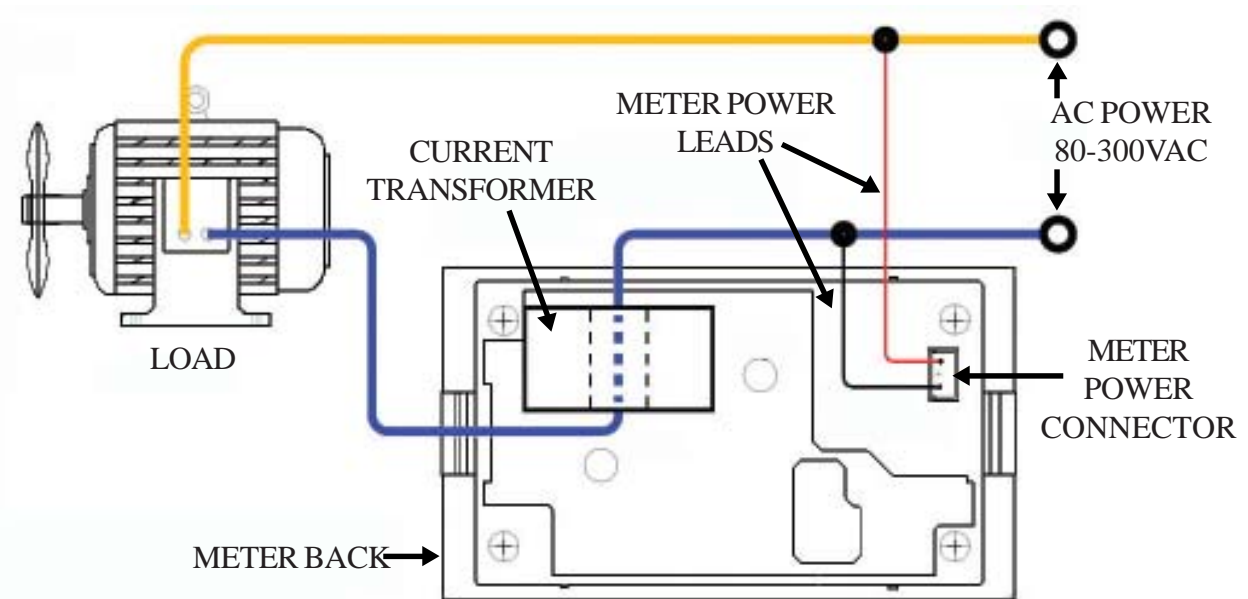 METER POWER
LEADS
AC POWER
80-300VAC
CURRENT
TRANSFORMER
LOAD
METER
POWER
CONNECTOR
METER BACK